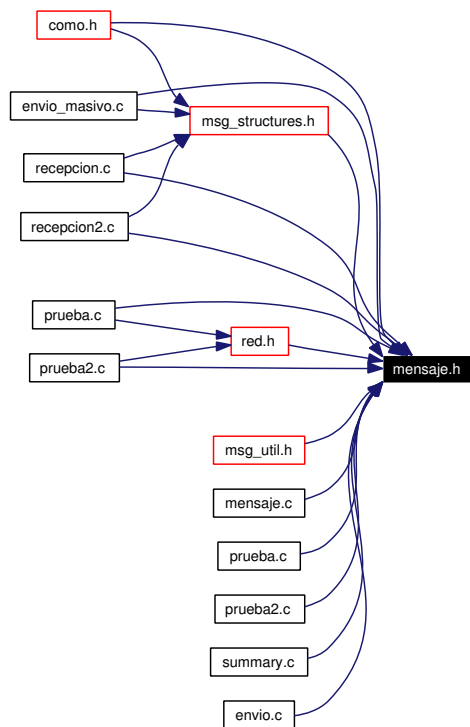 como.h
envio_masivo.c
msg_structures.h
recepcion.c
recepcion2.c
prueba.c
red.h
prueba2.c
mensaje.h
msg_util.h
mensaje.c
prueba.c
prueba2.c
summary.c
envio.c